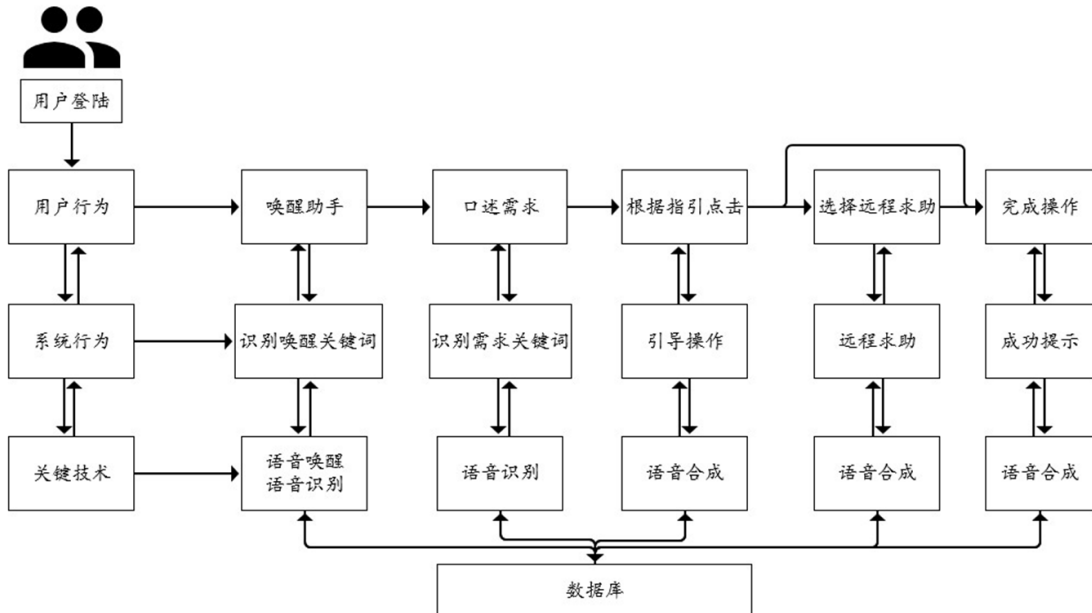 用户登陆
用户行为
唤醒助手
口述需求
根据指引点击
选择远程求助
完成操作
系统行为
识别唤醒关键词
识别需求关键词
引导操作
远程求助
成功提示
关键技术
语音唤醒
语音识别
语音识别
语音合成
语音合成
语音合成
数据库